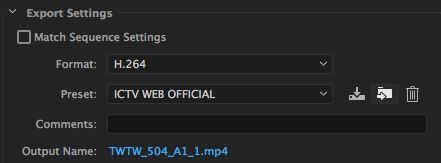 Export Settings
Match Sequence Settings
Format: H.264
Preset: ICTV WEB OFFICIAL
Comments:
Output Name: TWTW_504_A1_1.mp4